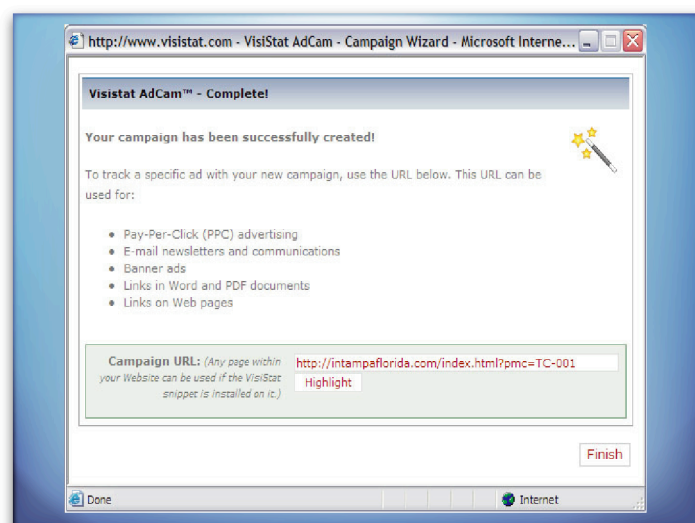 http://www.visistat.com - VisiStat AdCam - Campaign Wizard - Microsoft Interne...
Visistat AdCam™ - Complete!
Your campaign has been successfully created!
To track a specific ad with your new campaign, use the URL below. This URL can be
used for:
• Pay-Per-Click (PPC) advertising
• E-mail newsletters and communications
• Banner ads
• Links in Word and PDF documents
• Links on Web pages
Campaign URL: (Any page within
your Website can be used if the VisiStat
snippet is installed on it.)
http://intampaflorida.com/index.html?pmc=TC-001
Highlight
Finish
Done
Internet